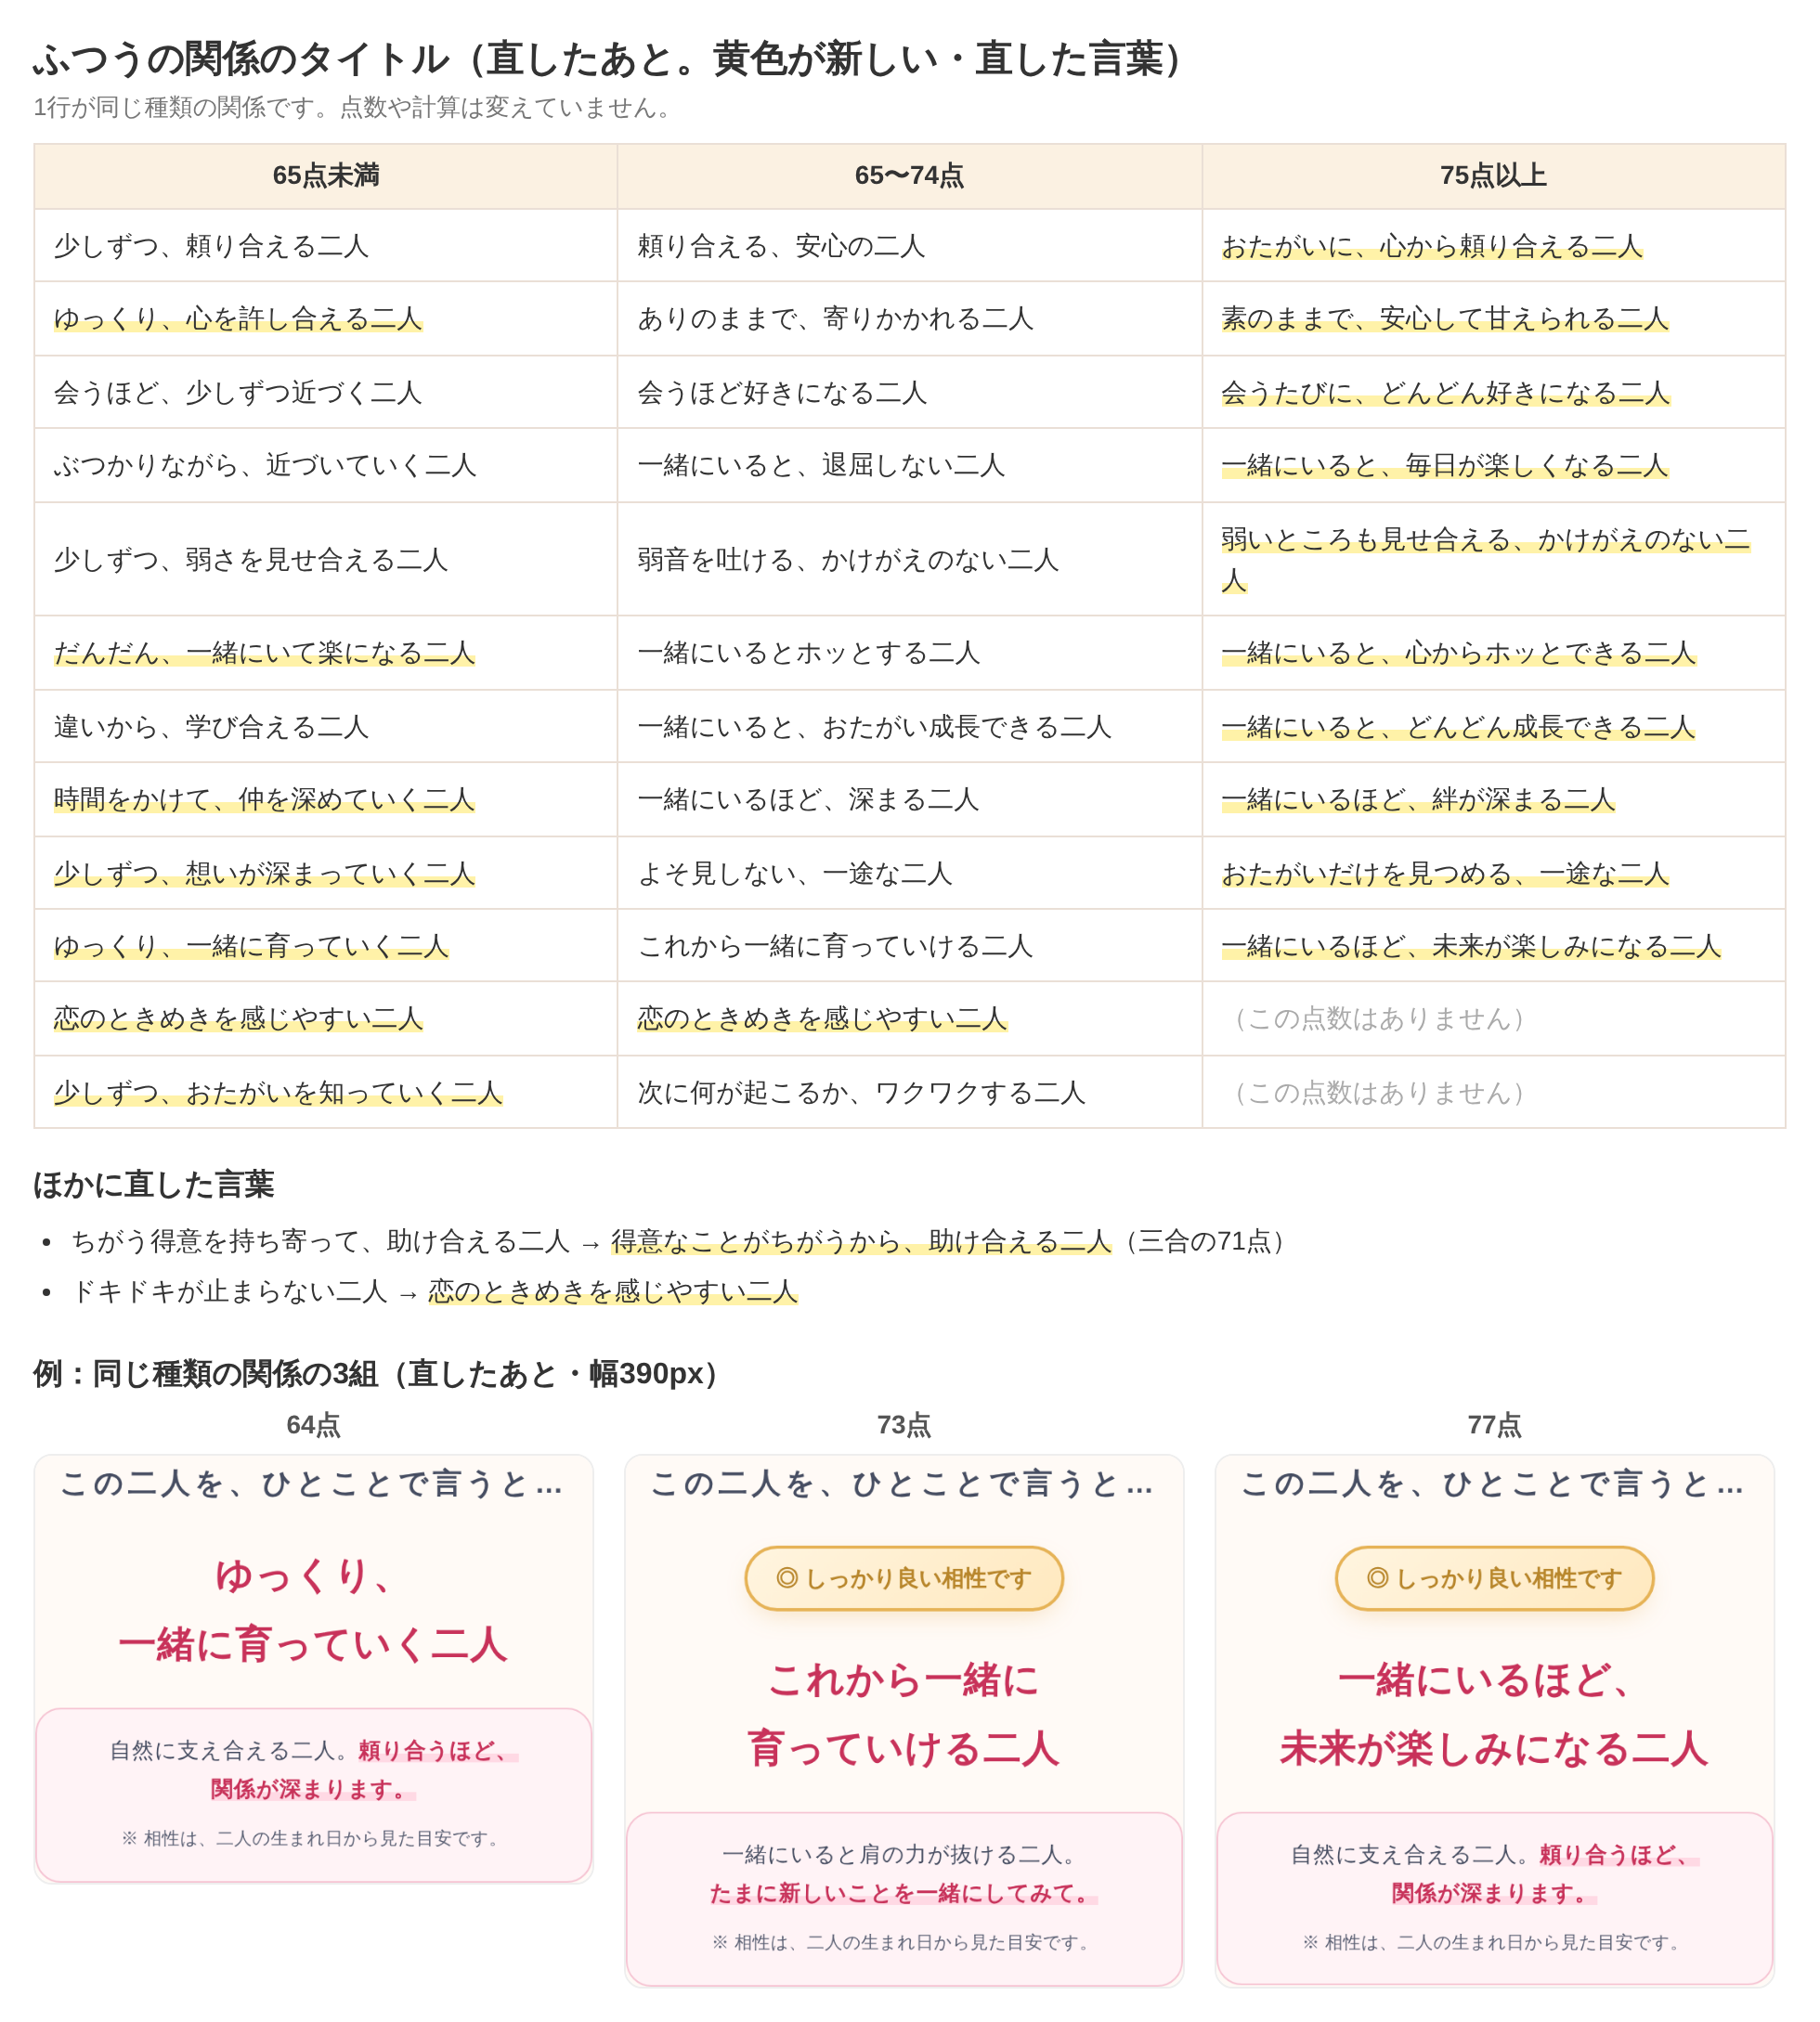 ふつうの関係のタイトル（直したあと。黄色が新しい・直した言葉）
1行が同じ種類の関係です。点数や計算は変えていません。
65点未満
65〜74点
75点以上
少しずつ、頼り合える二人
頼り合える、安心の二人
おたがいに、心から頼り合える二人
ゆっくり、心を許し合える二人
ありのままで、寄りかかれる二人
素のままで、安心して甘えられる二人
会うほど、少しずつ近づく二人
会うほど好きになる二人
会うたびに、どんどん好きになる二人
ぶつかりながら、近づいていく二人
一緒にいると、退屈しない二人
一緒にいると、毎日が楽しくなる二人
少しずつ、弱さを見せ合える二人
弱音を吐ける、かけがえのない二人
弱いところも見せ合える、かけがえのない二
人
だんだん、一緒にいて楽になる二人
一緒にいるとホッとする二人
一緒にいると、心からホッとできる二人
違いから、学び合える二人
一緒にいると、おたがい成長できる二人
一緒にいると、どんどん成長できる二人
時間をかけて、仲を深めていく二人
一緒にいるほど、深まる二人
一緒にいるほど、絆が深まる二人
少しずつ、想いが深まっていく二人
よそ見しない、一途な二人
おたがいだけを見つめる、一途な二人
ゆっくり、一緒に育っていく二人
これから一緒に育っていける二人
一緒にいるほど、未来が楽しみになる二人
恋のときめきを感じやすい二人
恋のときめきを感じやすい二人
（この点数はありません）
少しずつ、おたがいを知っていく二人
次に何が起こるか、ワクワクする二人
（この点数はありません）
ほかに直した言葉
• ちがう得意を持ち寄って、助け合える二人 → 得意なことがちがうから、助け合える二人（三合の71点）
• ドキドキが止まらない二人 → 恋のときめきを感じやすい二人
例：同じ種類の関係の3組（直したあと・幅390px）
64点
この二人を、ひとことで言うと…
ゆっくり、
一緒に育っていく二人
自然に支え合える二人。頼り合うほど、
関係が深まります。
※ 相性は、二人の生まれ日から見た目安です。
73点
この二人を、ひとことで言うと…
◎ しっかり良い相性です
これから一緒に
育っていける二人
一緒にいると肩の力が抜ける二人。
たまに新しいことを一緒にしてみて。
※ 相性は、二人の生まれ日から見た目安です。
77点
この二人を、ひとことで言うと…
◎ しっかり良い相性です
一緒にいるほど、
未来が楽しみになる二人
自然に支え合える二人。頼り合うほど、
関係が深まります。
※ 相性は、二人の生まれ日から見た目安です。